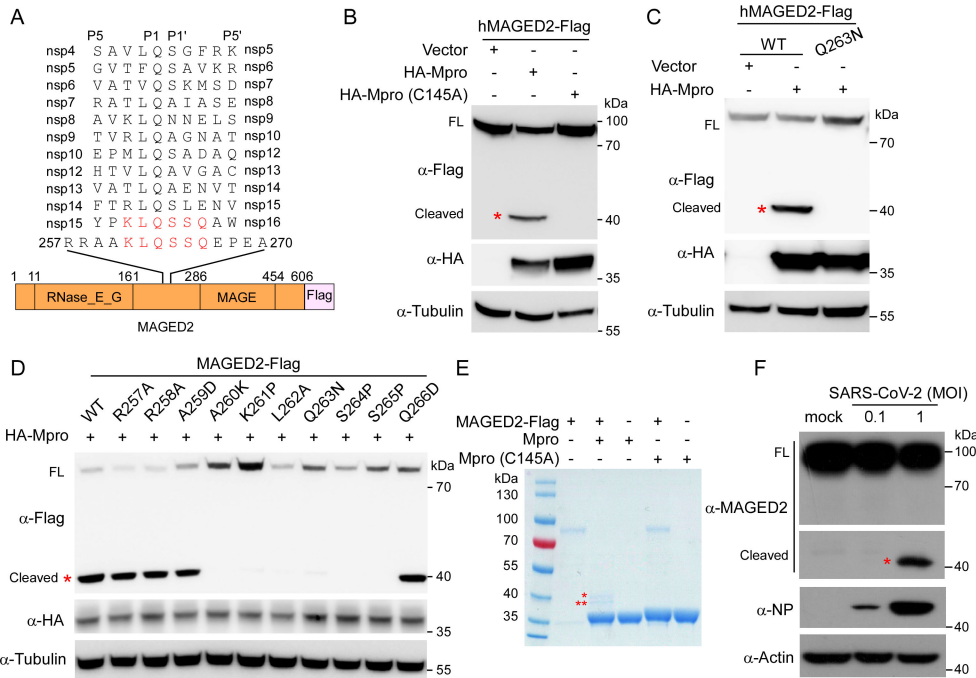 A
P5 P1 P1' P5'
nsp4 S A V L Q S G F R K nsp5
nsp5 G V T F Q S A V K R nsp6
nsp6 V A T V Q S K M S D nsp7
nsp7 R A T L Q A I A S E nsp8
nsp8 A V K L Q N N E L S nsp9
nsp9 T V R L Q A G N A T nsp10
nsp10 E P M L Q S A D A Q nsp12
nsp12 H T V L Q A V G A C nsp13
nsp13 V A T L Q A E N V T nsp14
nsp14 F T R L Q S L E N V nsp15
nsp15 Y P K L Q S S Q A W nsp16
257 R R A A K L Q S S Q E P E A 270
1 11 161 286 454 606
RNase_E_G MAGE Flag
MAGED2
B
hMAGED2-Flag
Vector + - -
HA-Mpro - + -
HA-Mpro (C145A) - - +
kDa
FL 100
70
α-Flag
Cleaved * 40
α-HA
35
α-Tubulin
55
C
hMAGED2-Flag
WT Q263N
Vector + - -
HA-Mpro - + +
kDa
FL
70
α-Flag
Cleaved * 40
α-HA
35
α-Tubulin
55
D
MAGED2-Flag
WT R257A R258A A259D A260K K261P L262A Q263N S264P S265P Q266D
HA-Mpro + + + + + + + + + + +
kDa
FL
70
α-Flag
Cleaved * 40
α-HA
35
α-Tubulin
55
E
MAGED2-Flag + + - + -
Mpro - + + - -
Mpro (C145A) - - - + +
kDa
130
100
70
55
40 *
**
35
F
SARS-CoV-2 (MOI)
mock 0.1 1
kDa
FL 100
70
α-MAGED2
Cleaved * 40
α-NP
40
α-Actin
40